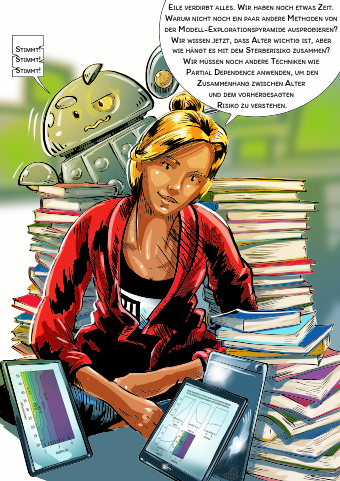 Eile verdirbt alles. Wir haben noch etwas Zeit.
Warum nicht noch ein paar andere Methoden von
der Modell-Explorationspyramide ausprobieren?
Wir wissen jetzt, dass Alter wichtig ist, aber
wie hängt es mit dem Sterberisiko zusammen?
Wir müssen noch andere Techniken wie
Partial Dependence anwenden, um den
Zusammenhang zwischen Alter
und dem vorhergesagten
Risiko zu verstehen.
Stimmt!
Stimmt!
Stimmt!